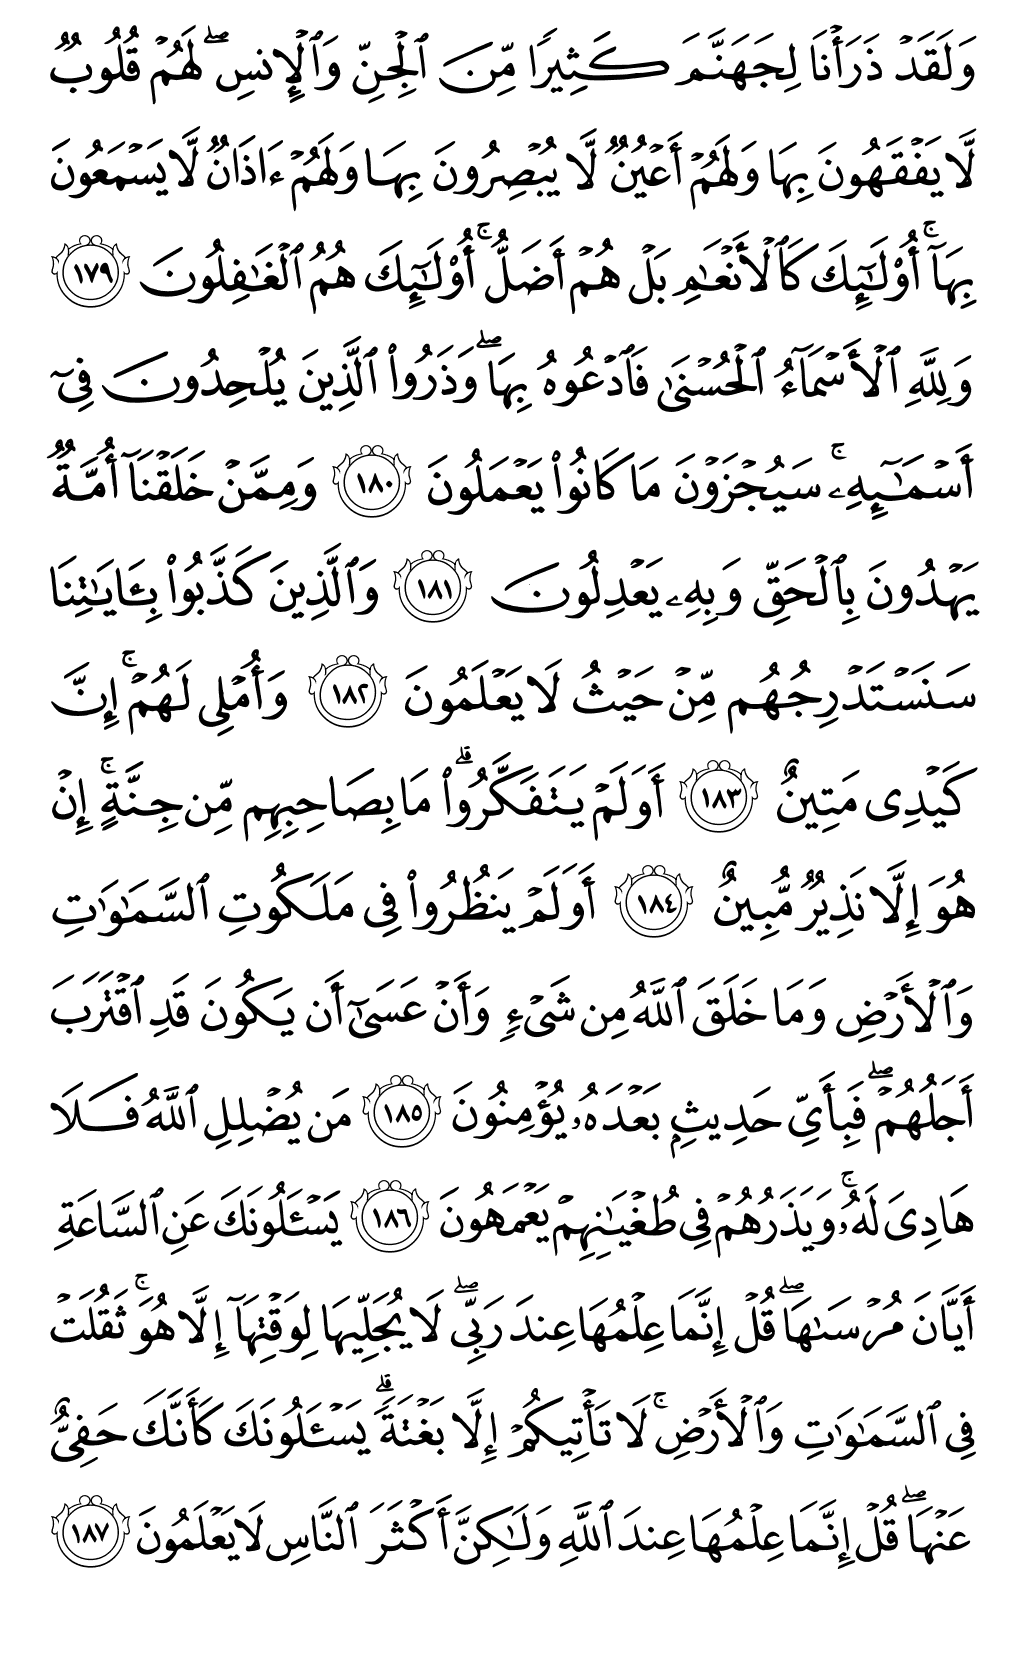 وَلَقَدۡ ذَرَأۡنَا لِجَهَنَّمَ كَثِيرًا مِّنَ ٱلۡجِنِّ وَٱلۡإِنسِۖ لَهُمۡ قُلُوبٌ
لَّا يَفۡقَهُونَ بِهَا وَلَهُمۡ أَعۡيُنٌ لَّا يُبۡصِرُونَ بِهَا وَلَهُمۡ ءَاذَانٌ لَّا يَسۡمَعُونَ
بِهَآۚ أُوْلَٰٓئِكَ كَٱلۡأَنۡعَٰمِ بَلۡ هُمۡ أَضَلُّۚ أُوْلَٰٓئِكَ هُمُ ٱلۡغَٰفِلُونَ ١٧٩
وَلِلَّهِ ٱلۡأَسۡمَآءُ ٱلۡحُسۡنَىٰ فَٱدۡعُوهُ بِهَاۖ وَذَرُواْ ٱلَّذِينَ يُلۡحِدُونَ فِيٓ
أَسۡمَٰٓئِهِۦۚ سَيُجۡزَوۡنَ مَا كَانُواْ يَعۡمَلُونَ ١٨٠ وَمِمَّنۡ خَلَقۡنَآ أُمَّةٌ
يَهۡدُونَ بِٱلۡحَقِّ وَبِهِۦ يَعۡدِلُونَ ١٨١ وَٱلَّذِينَ كَذَّبُواْ بِـَٔايَٰتِنَا
سَنَسۡتَدۡرِجُهُم مِّنۡ حَيۡثُ لَا يَعۡلَمُونَ ١٨٢ وَأُمۡلِي لَهُمۡۚ إِنَّ
كَيۡدِي مَتِينٌ ١٨٣ أَوَلَمۡ يَتَفَكَّرُواْۗ مَا بِصَاحِبِهِم مِّن جِنَّةٍۚ إِنۡ
هُوَ إِلَّا نَذِيرٌ مُّبِينٌ ١٨٤ أَوَلَمۡ يَنظُرُواْ فِي مَلَكُوتِ ٱلسَّمَٰوَٰتِ
وَٱلۡأَرۡضِ وَمَا خَلَقَ ٱللَّهُ مِن شَيۡءٍ وَأَنۡ عَسَىٰٓ أَن يَكُونَ قَدِ ٱقۡتَرَبَ
أَجَلُهُمۡۖ فَبِأَيِّ حَدِيثِۭ بَعۡدَهُۥ يُؤۡمِنُونَ ١٨٥ مَن يُضۡلِلِ ٱللَّهُ فَلَا
هَادِيَ لَهُۥۚ وَيَذَرُهُمۡ فِي طُغۡيَٰنِهِمۡ يَعۡمَهُونَ ١٨٦ يَسۡـَٔلُونَكَ عَنِ ٱلسَّاعَةِ
أَيَّانَ مُرۡسَىٰهَاۖ قُلۡ إِنَّمَا عِلۡمُهَا عِندَ رَبِّيۖ لَا يُجَلِّيهَا لِوَقۡتِهَآ إِلَّا هُوَۚ ثَقُلَتۡ
فِي ٱلسَّمَٰوَٰتِ وَٱلۡأَرۡضِۚ لَا تَأۡتِيكُمۡ إِلَّا بَغۡتَةًۗ يَسۡـَٔلُونَكَ كَأَنَّكَ حَفِيٌّ
عَنۡهَاۖ قُلۡ إِنَّمَا عِلۡمُهَا عِندَ ٱللَّهِ وَلَٰكِنَّ أَكۡثَرَ ٱلنَّاسِ لَا يَعۡلَمُونَ ١٨٧